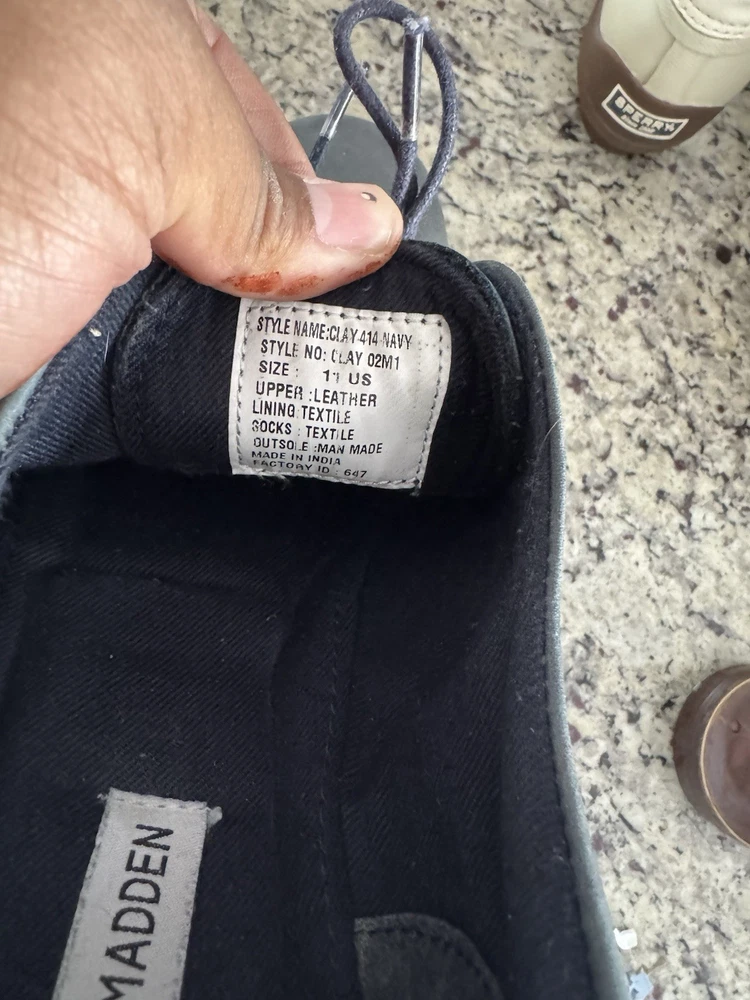 SPERRY
STYLE NAME:CLAY-414-NAVY
STYLE NO: CLAY 02M1
SIZE : 11 US
UPPER :LEATHER
LINING TEXTILE
SOCKS : TEXTILE
OUTSOLE :MAN MADE
MADE IN INDIA
FACTORY ID : 647
MADDEN